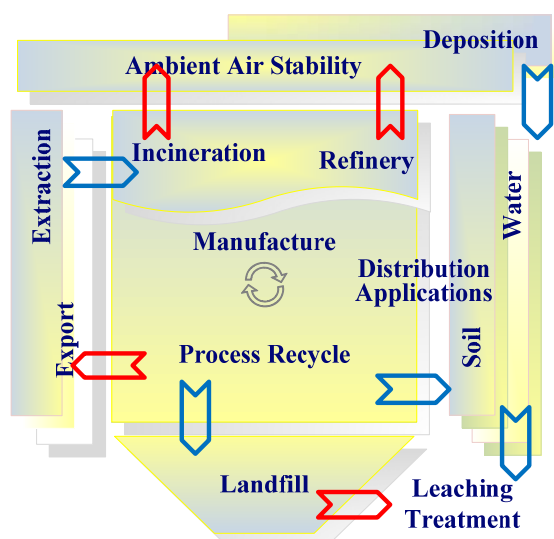 Deposition
Ambient Air Stability
Extraction
Incineration
Refinery
Water
Manufacture
Distribution
Applications
Export
Process Recycle
Soil
Landfill
Leaching
Treatment